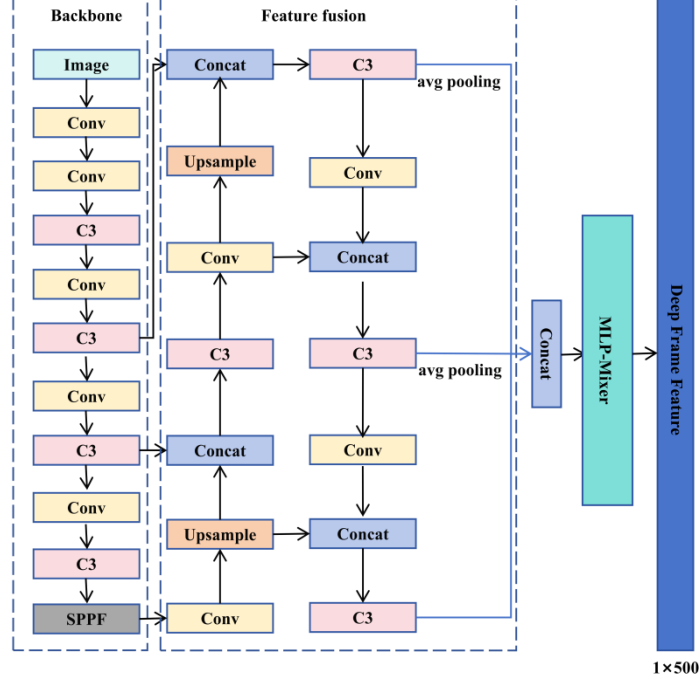 Backbone
Feature fusion
Image
Conv
Conv
C3
Conv
C3
Conv
C3
Conv
C3
SPPF
Concat
Upsample
Conv
C3
Concat
Upsample
Conv
C3
avg pooling
Conv
Concat
C3
avg pooling
Conv
Concat
C3
Concat
MLP-Mixer
Deep Frame Feature
1×500